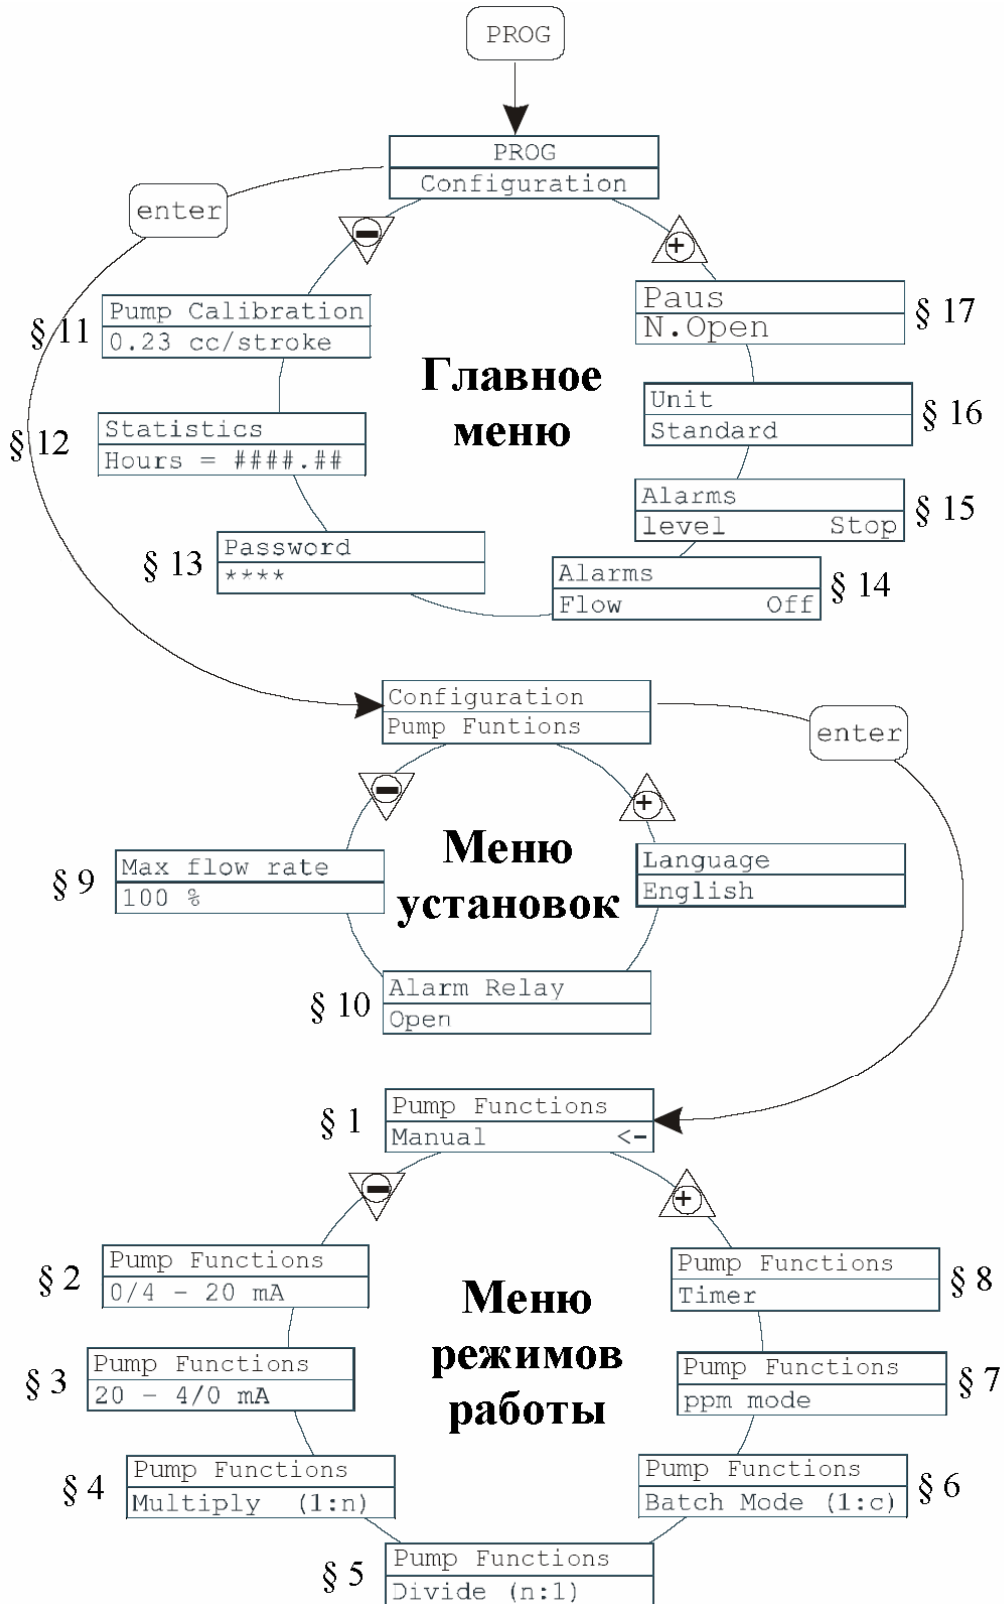 PROG
PROG
Configuration
enter
Pump Calibration
0.23 cc/stroke
§ 11
Paus
N.Open
§ 17
Главное
меню
Unit
Standard
§ 16
§ 12
Statistics
Hours = ####.##
Alarms
level Stop
§ 15
§ 13
Password
****
Alarms
Flow Off
§ 14
Configuration
Pump Funtions
enter
§ 9
Max flow rate
100 %
Меню
установок
Language
English
§ 10
Alarm Relay
Open
§ 1
Pump Functions
Manual <-
§ 2
Pump Functions
0/4 - 20 mA
Pump Functions
Timer
§ 8
Меню
режимов
работы
§ 3
Pump Functions
20 - 4/0 mA
Pump Functions
ppm mode
§ 7
§ 4
Pump Functions
Multiply (1:n)
Pump Functions
Batch Mode (1:c)
§ 6
§ 5
Pump Functions
Divide (n:1)